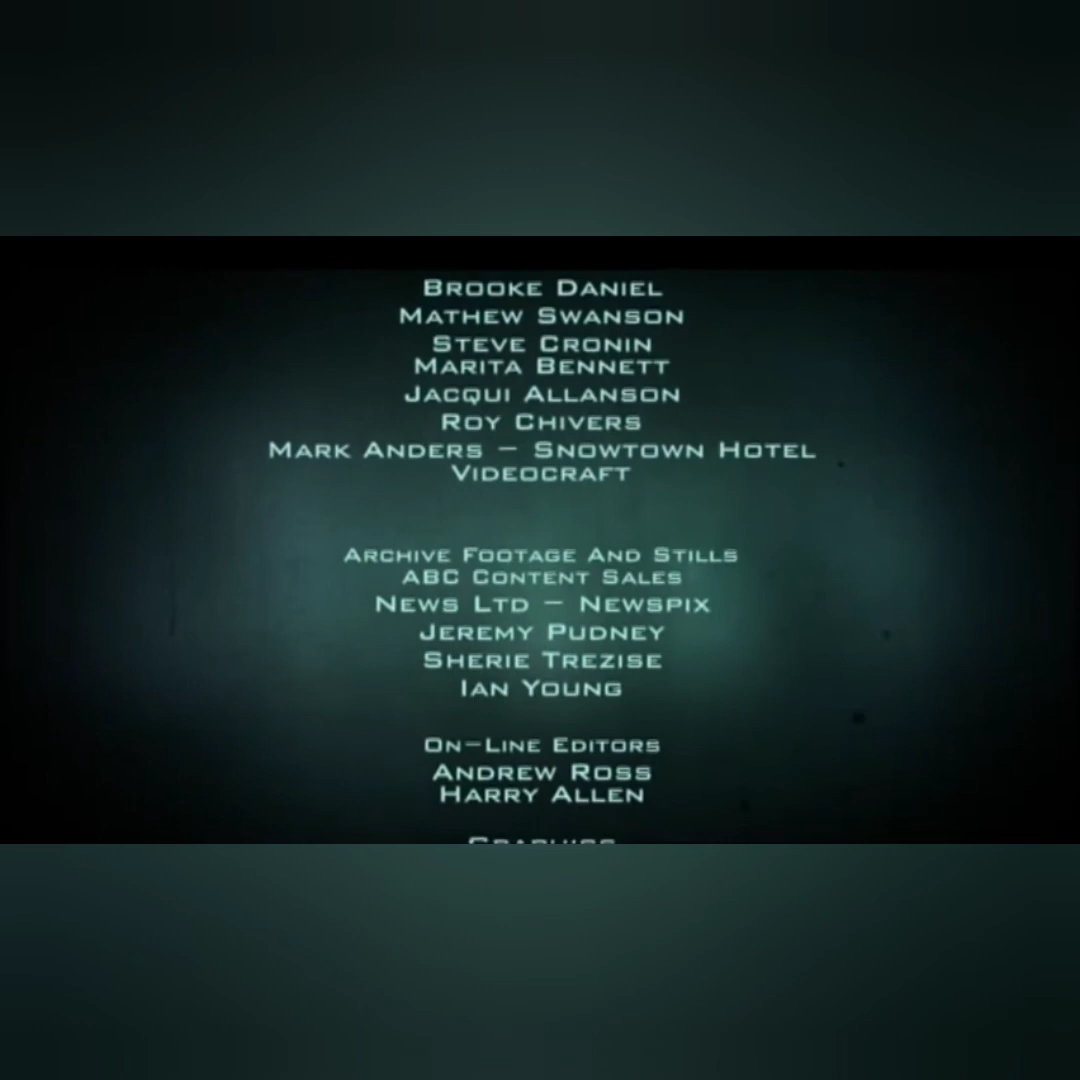 Brooke Daniel
Mathew Swanson
Steve Cronin
Marita Bennett
Jacqui Allanson
Roy Chivers
Mark Anders – Snowtown Hotel
Videocraft
Archive Footage And Stills
ABC Content Sales
News Ltd – Newspix
Jeremy Pudney
Sherie Trezise
Ian Young
On-Line Editors
Andrew Ross
Harry Allen
Graphics